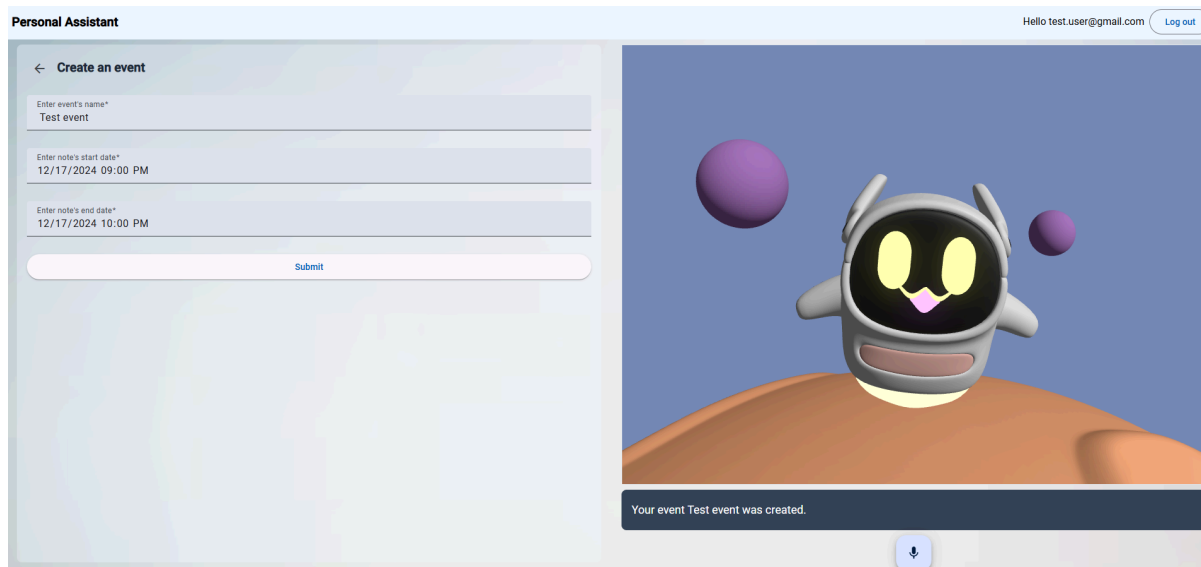 Personal Assistant
Hello test.user@gmail.com
Log out
Create an event
Enter event's name*
Test event
Enter note's start date*
12/17/2024 09:00 PM
Enter note's end date*
12/17/2024 10:00 PM
Submit
Your event Test event was created.